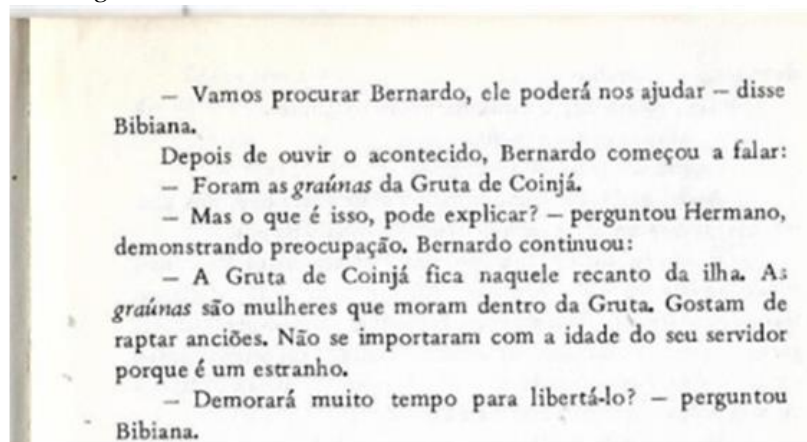 — Vamos procurar Bernardo, ele poderá nos ajudar — disse
Bibiana.
Depois de ouvir o acontecido, Bernardo começou a falar:
— Foram as graúnas da Gruta de Coinjá.
— Mas o que é isso, pode explicar? — perguntou Hermano,
demonstrando preocupação. Bernardo continuou:
— A Gruta de Coinjá fica naquele recanto da ilha. As
graúnas são mulheres que moram dentro da Gruta. Gostam de
raptar anciões. Não se importaram com a idade do seu servidor
porque é um estranho.
— Demorará muito tempo para libertá-lo? — perguntou
Bibiana.